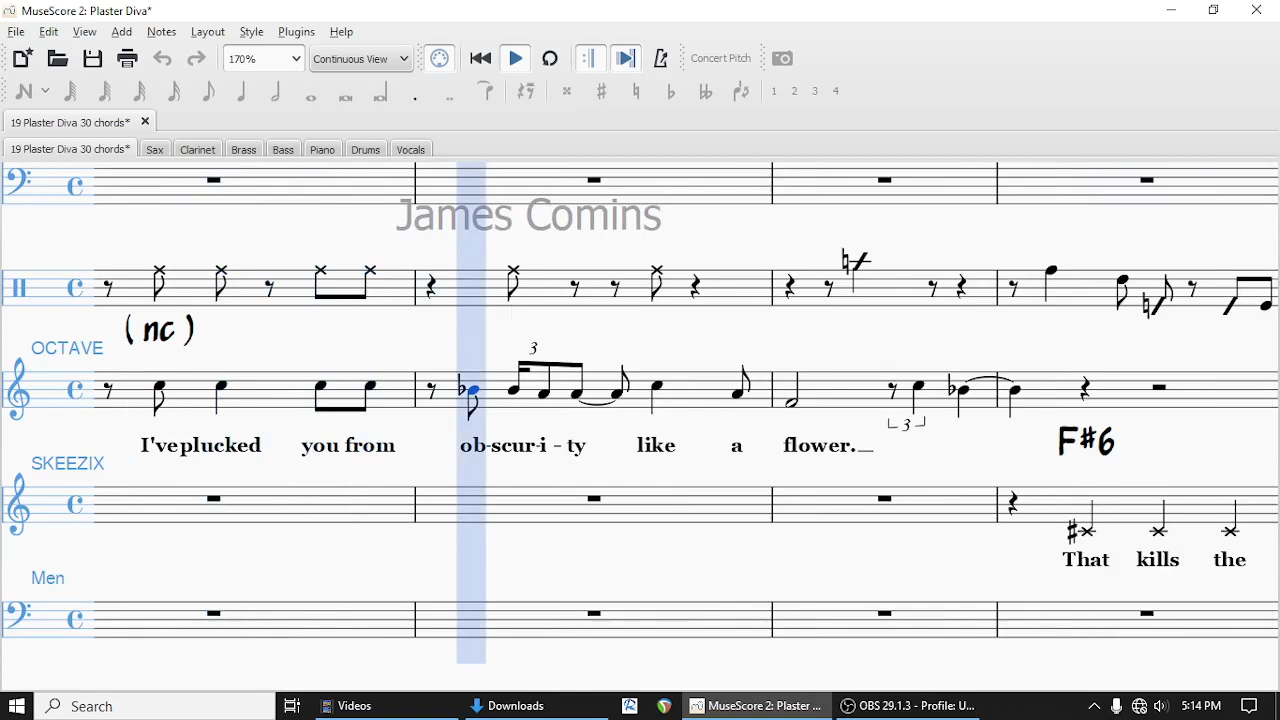 MuseScore 2: Plaster Diva*
File Edit View Add Notes Layout Style Plugins Help
170% Continuous View Concert Pitch
1 2 3 4
19 Plaster Diva 30 chords*
19 Plaster Diva 30 chords* Sax Clarinet Brass Bass Piano Drums Vocals
James Comins
( nc )
OCTAVE
3
3
I've plucked you from ob-scur-i-ty like a flower.
F#6
SKEEZIX
That kills the
Men
Search Videos Downloads MuseScore 2: Plaster ... OBS 29.1.3 - Profile: U... 5:14 PM